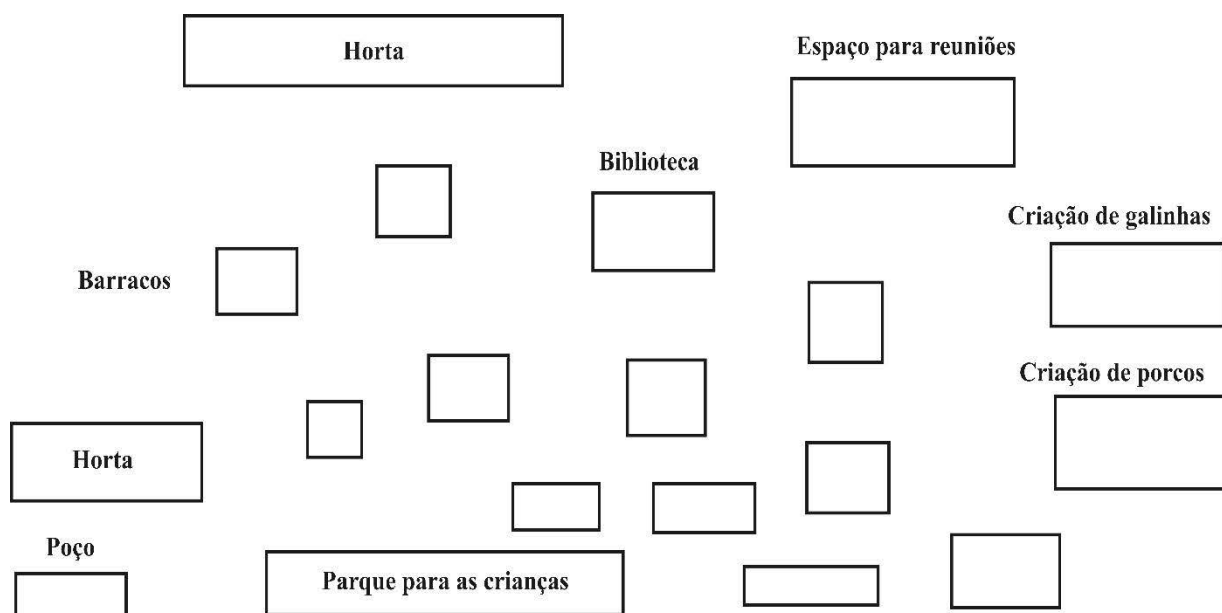 Horta
Espaço para reuniões
Biblioteca
Criação de galinhas
Barracos
Criação de porcos
Horta
Poço
Parque para as crianças